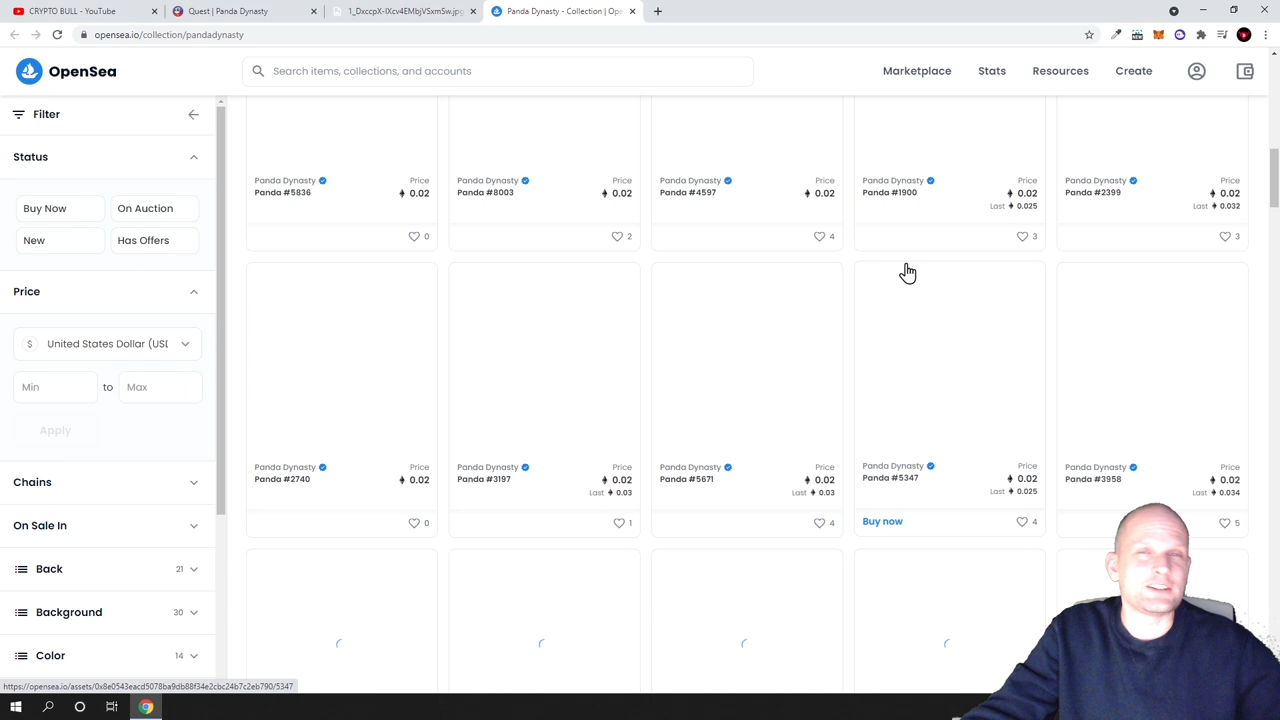 CRYPTO BULL - YouTube
Quest | Panda Dynasty
1_DxccpX-IXcv4EMbjVSxmSw.jpg
Panda Dynasty - Collection | Ope
opensea.io/collection/pandadynasty
OpenSea
Search items, collections, and accounts
Marketplace
Stats
Resources
Create
Filter
Status
Buy Now
On Auction
New
Has Offers
Price
$ United States Dollar (USD
Min to Max
Apply
Chains
On Sale In
Back 21
Background 30
Color 14
Panda Dynasty Price
Panda #5836 0.02
0
Panda Dynasty Price
Panda #8003 0.02
2
Panda Dynasty Price
Panda #4597 0.02
4
Panda Dynasty Price
Panda #1900 0.02
Last 0.025
3
Panda Dynasty Price
Panda #2399 0.02
Last 0.032
3
Panda Dynasty Price
Panda #2740 0.02
0
Panda Dynasty Price
Panda #3197 0.02
Last 0.03
1
Panda Dynasty Price
Panda #5671 0.02
Last 0.03
4
Panda Dynasty Price
Panda #5347 0.02
Last 0.025
Buy now 4
Panda Dynasty Price
Panda #3958 0.02
Last 0.034
5
https://opensea.io/assets/0x8e0543eacd5078ba9db88f34e2cbc24b7c2eb790/5347